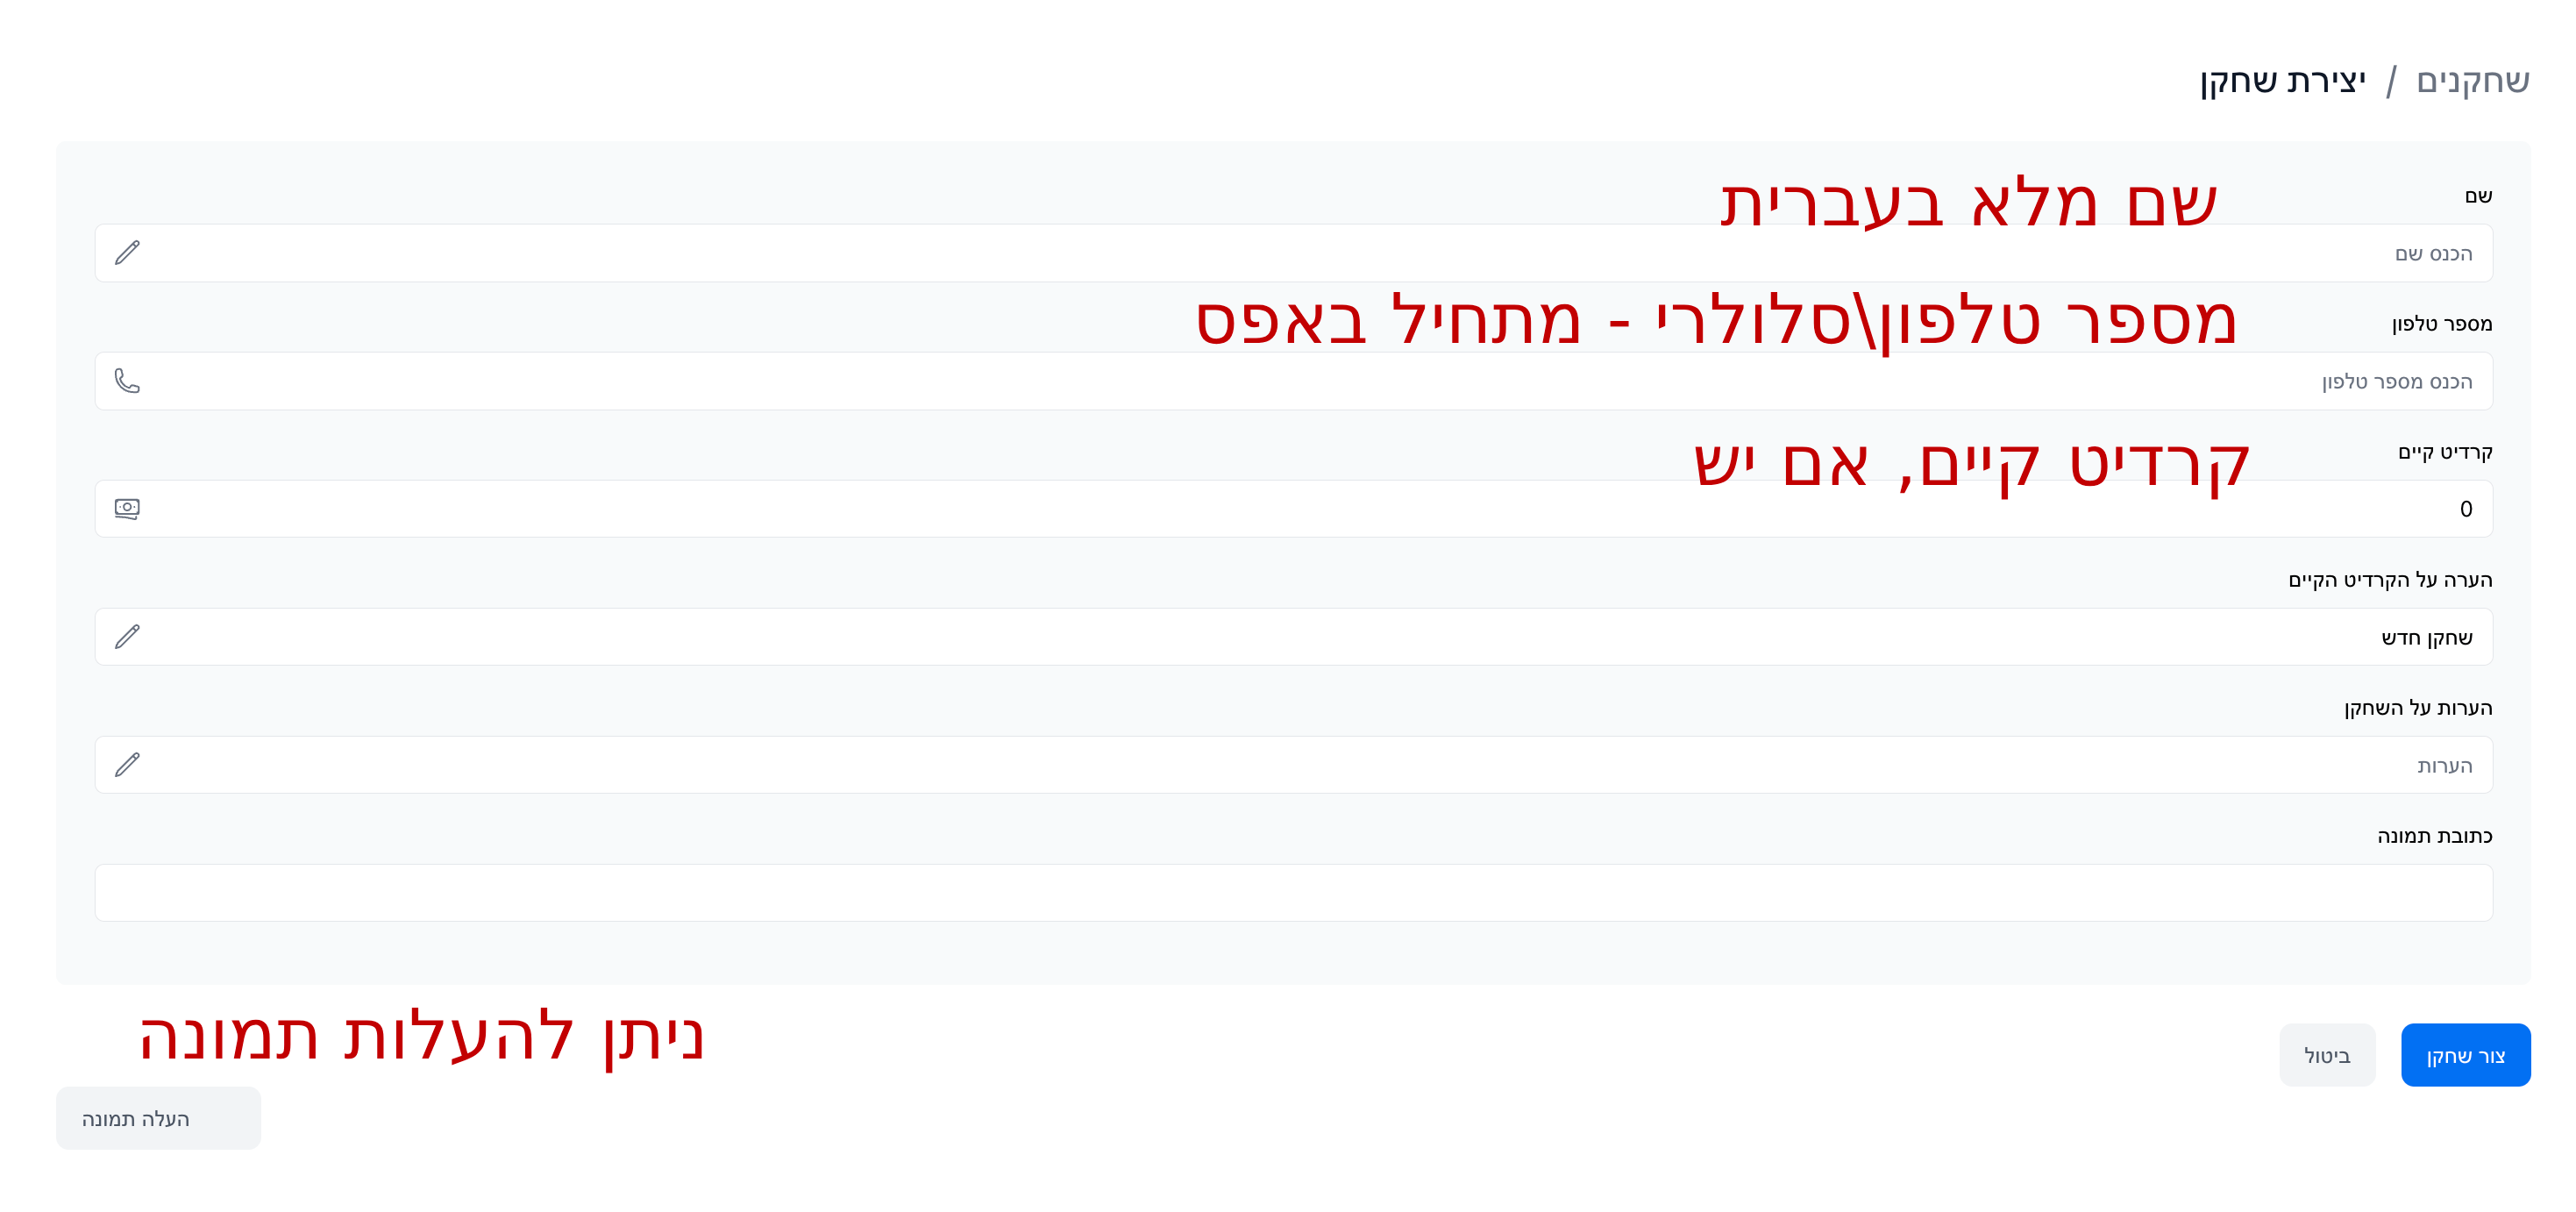 שחקנים / יצירת שחקן
שם
שם מלא בעברית
הכנס שם
מספר טלפון
מספר טלפון\סלולרי - מתחיל באפס
הכנס מספר טלפון
קרדיט קיים
קרדיט קיים, אם יש
0
הערה על הקרדיט הקיים
שחקן חדש
הערות על השחקן
הערות
כתובת תמונה
צור שחקן
ביטול
ניתן להעלות תמונה
העלה תמונה